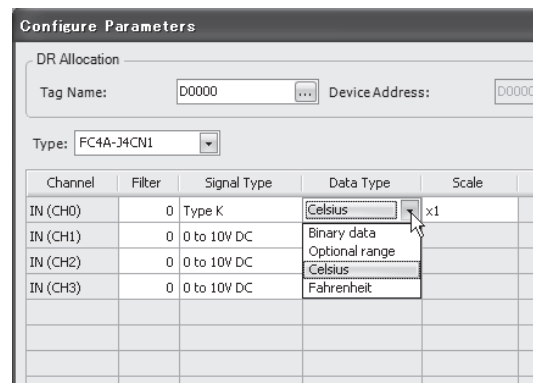 Configure Parameters
DR Allocation
Tag Name: D0000 ... Device Address: D0000
Type: FC4A-J4CN1
Channel Filter Signal Type Data Type Scale
IN (CH0) 0 Type K Celsius x1
IN (CH1) 0 0 to 10V DC Binary data
Optional range
IN (CH2) 0 0 to 10V DC Celsius
IN (CH3) 0 0 to 10V DC Fahrenheit